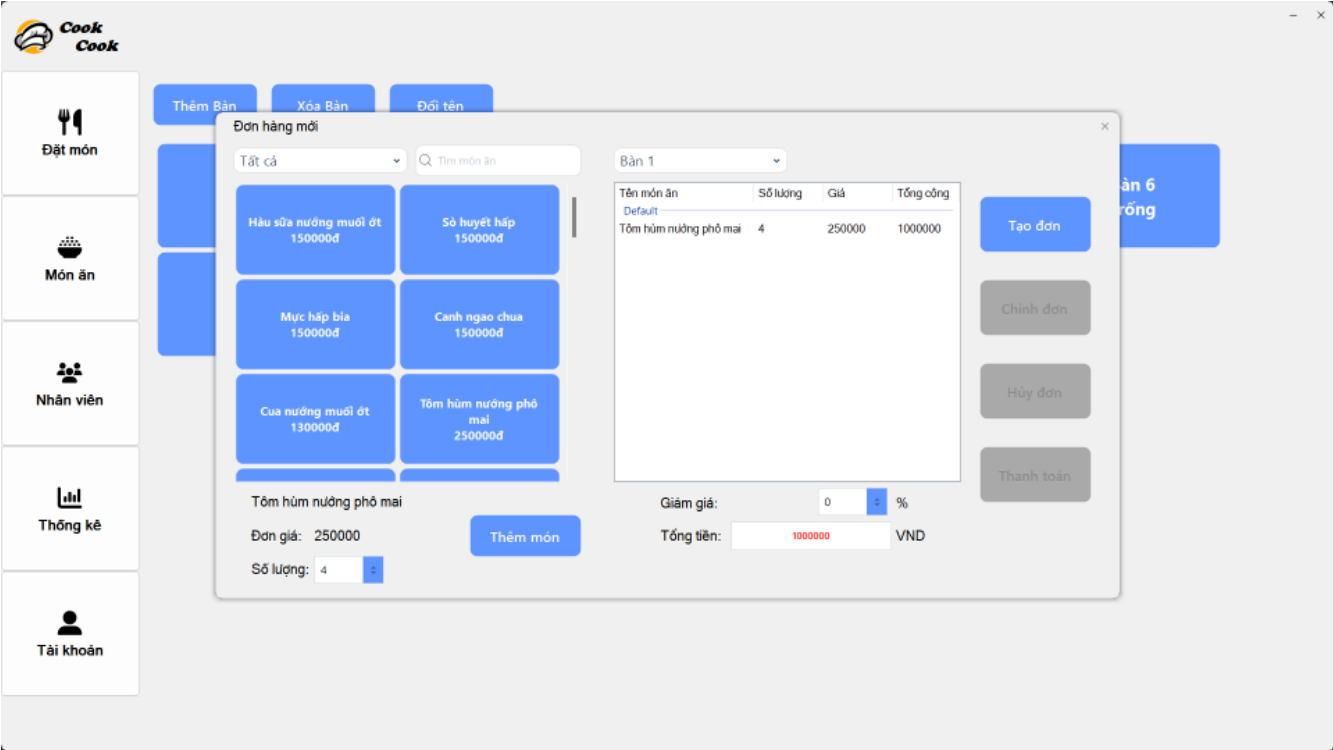 Cook
Cook
Đặt món
Món ăn
Nhân viên
Thống kê
Tài khoản
Thêm Bàn
Xóa Bàn
Đổi tên
àn 6
rống
Đơn hàng mới
Tất cả
Tìm món ăn
Hàu sữa nướng muối ớt
150000đ
Sò huyết hấp
150000đ
Mực hấp bia
150000đ
Canh ngao chua
150000đ
Cua nướng muối ớt
130000đ
Tôm hùm nướng phô
mai
250000đ
Tôm hùm nướng phô mai
Đơn giá: 250000
Số lượng: 4
Thêm món
Bàn 1
Tên món ăn Số lượng Giá Tổng cộng
Default
Tôm hùm nướng phô mai 4 250000 1000000
Giảm giá: 0 %
Tổng tiền: 1000000 VND
Tạo đơn
Chỉnh đơn
Hủy đơn
Thanh toán